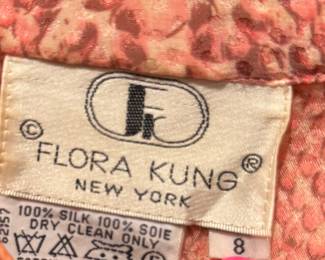 © FLORA KUNG ®
NEW YORK
100% SILK 100% SOIE
DRY CLEAN ONLY
8